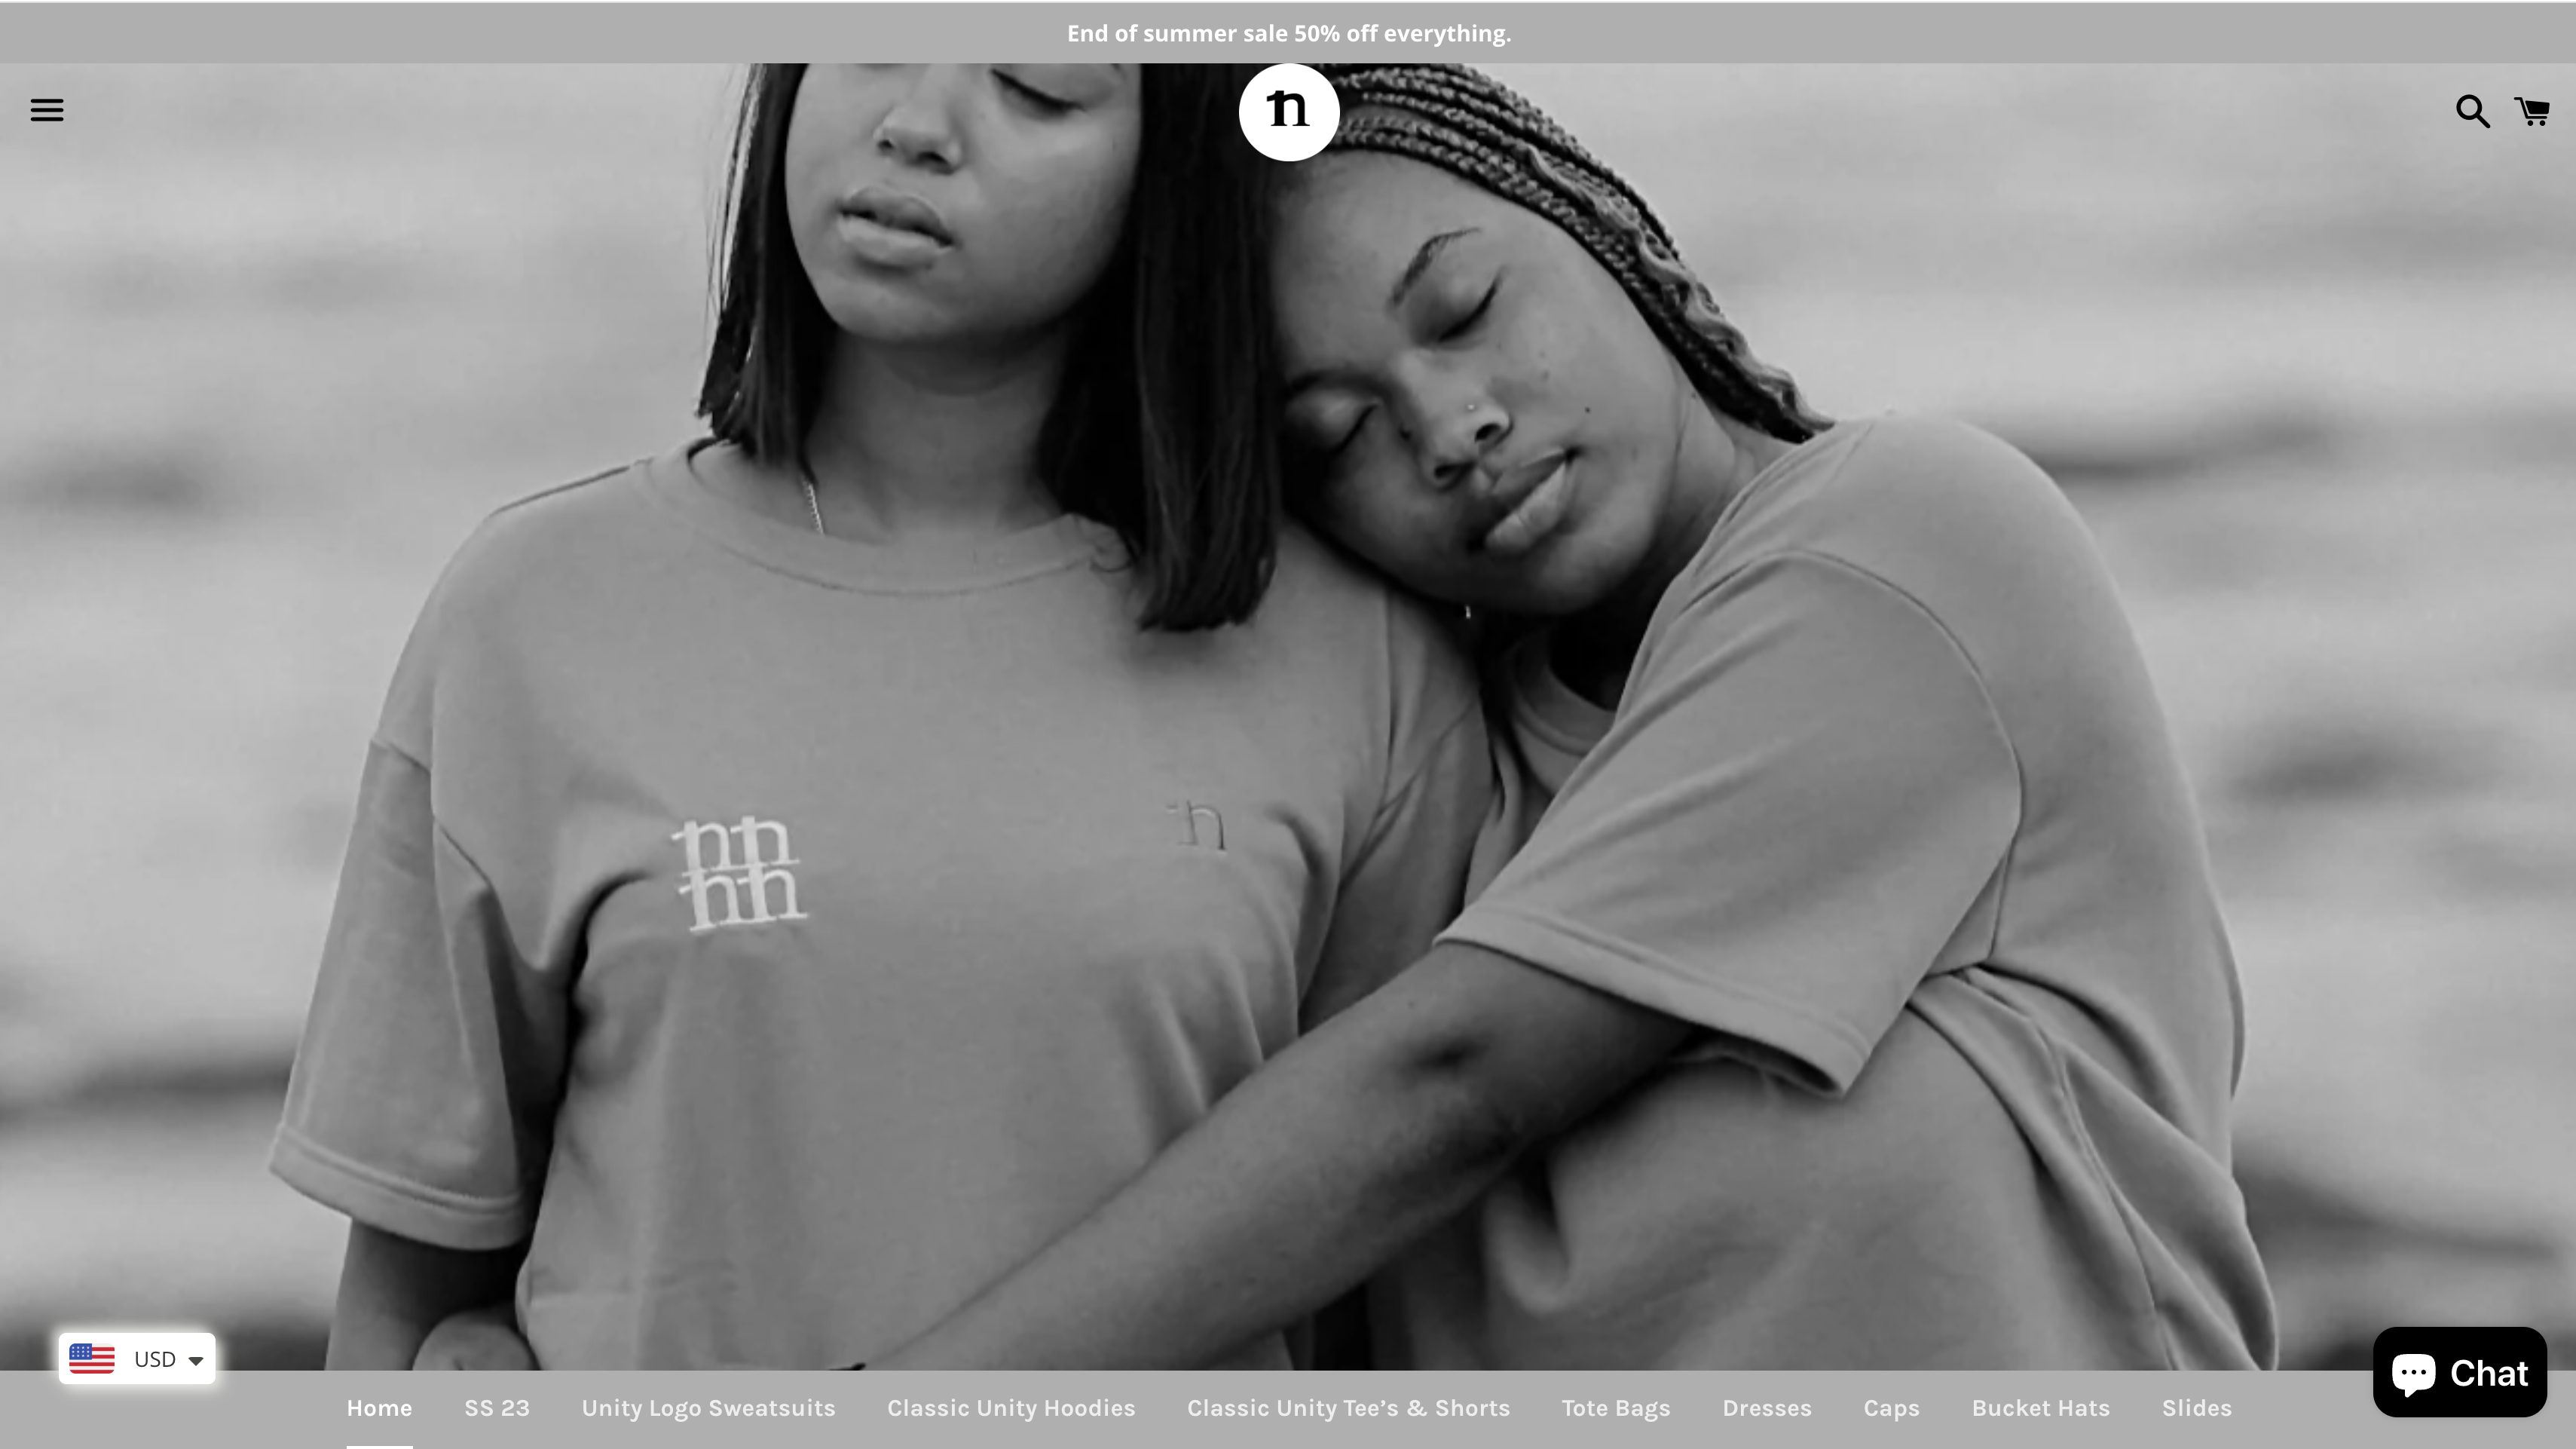 End of summer sale 50% off everything.
n
nn
nn
n
USD
Chat
Home SS 23 Unity Logo Sweatsuits Classic Unity Hoodies Classic Unity Tee’s & Shorts Tote Bags Dresses Caps Bucket Hats Slides